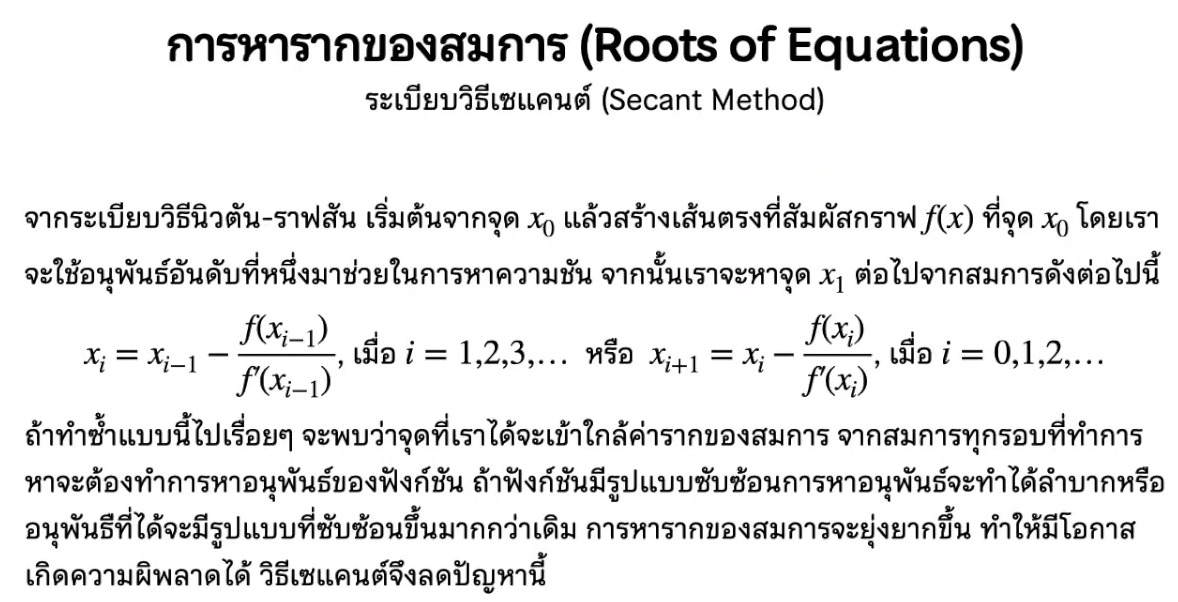 การหารากของสมการ (Roots of Equations)
ระเบียบวิธีเซแคนต์ (Secant Method)
จากระเบียบวิธีนิวตัน-ราฟสัน เริ่มต้นจากจุด x₀ แล้วสร้างเส้นตรงที่สัมผัสกราฟ f(x) ที่จุด x₀ โดยเรา
จะใช้อนุพันธ์อันดับที่หนึ่งมาช่วยในการหาความชัน จากนั้นเราจะหาจุด x₁ ต่อไปจากสมการดังต่อไปนี้
xᵢ = xᵢ₋₁ − f(xᵢ₋₁)/f′(xᵢ₋₁), เมื่อ i = 1,2,3,… หรือ xᵢ₊₁ = xᵢ − f(xᵢ)/f′(xᵢ), เมื่อ i = 0,1,2,…
ถ้าทำซ้ำแบบนี้ไปเรื่อยๆ จะพบว่าจุดที่เราได้จะเข้าใกล้ค่ารากของสมการ จากสมการทุกรอบที่ทำการ
หาจะต้องทำการหาอนุพันธ์ของฟังก์ชัน ถ้าฟังก์ชันมีรูปแบบซับซ้อนการหาอนุพันธ์จะทำได้ลำบากหรือ
อนุพันธืที่ได้จะมีรูปแบบที่ซับซ้อนขึ้นมากกว่าเดิม การหารากของสมการจะยุ่งยากขึ้น ทำให้มีโอกาส
เกิดความผิพลาดได้ วิธีเซแคนต์จึงลดปัญหานี้